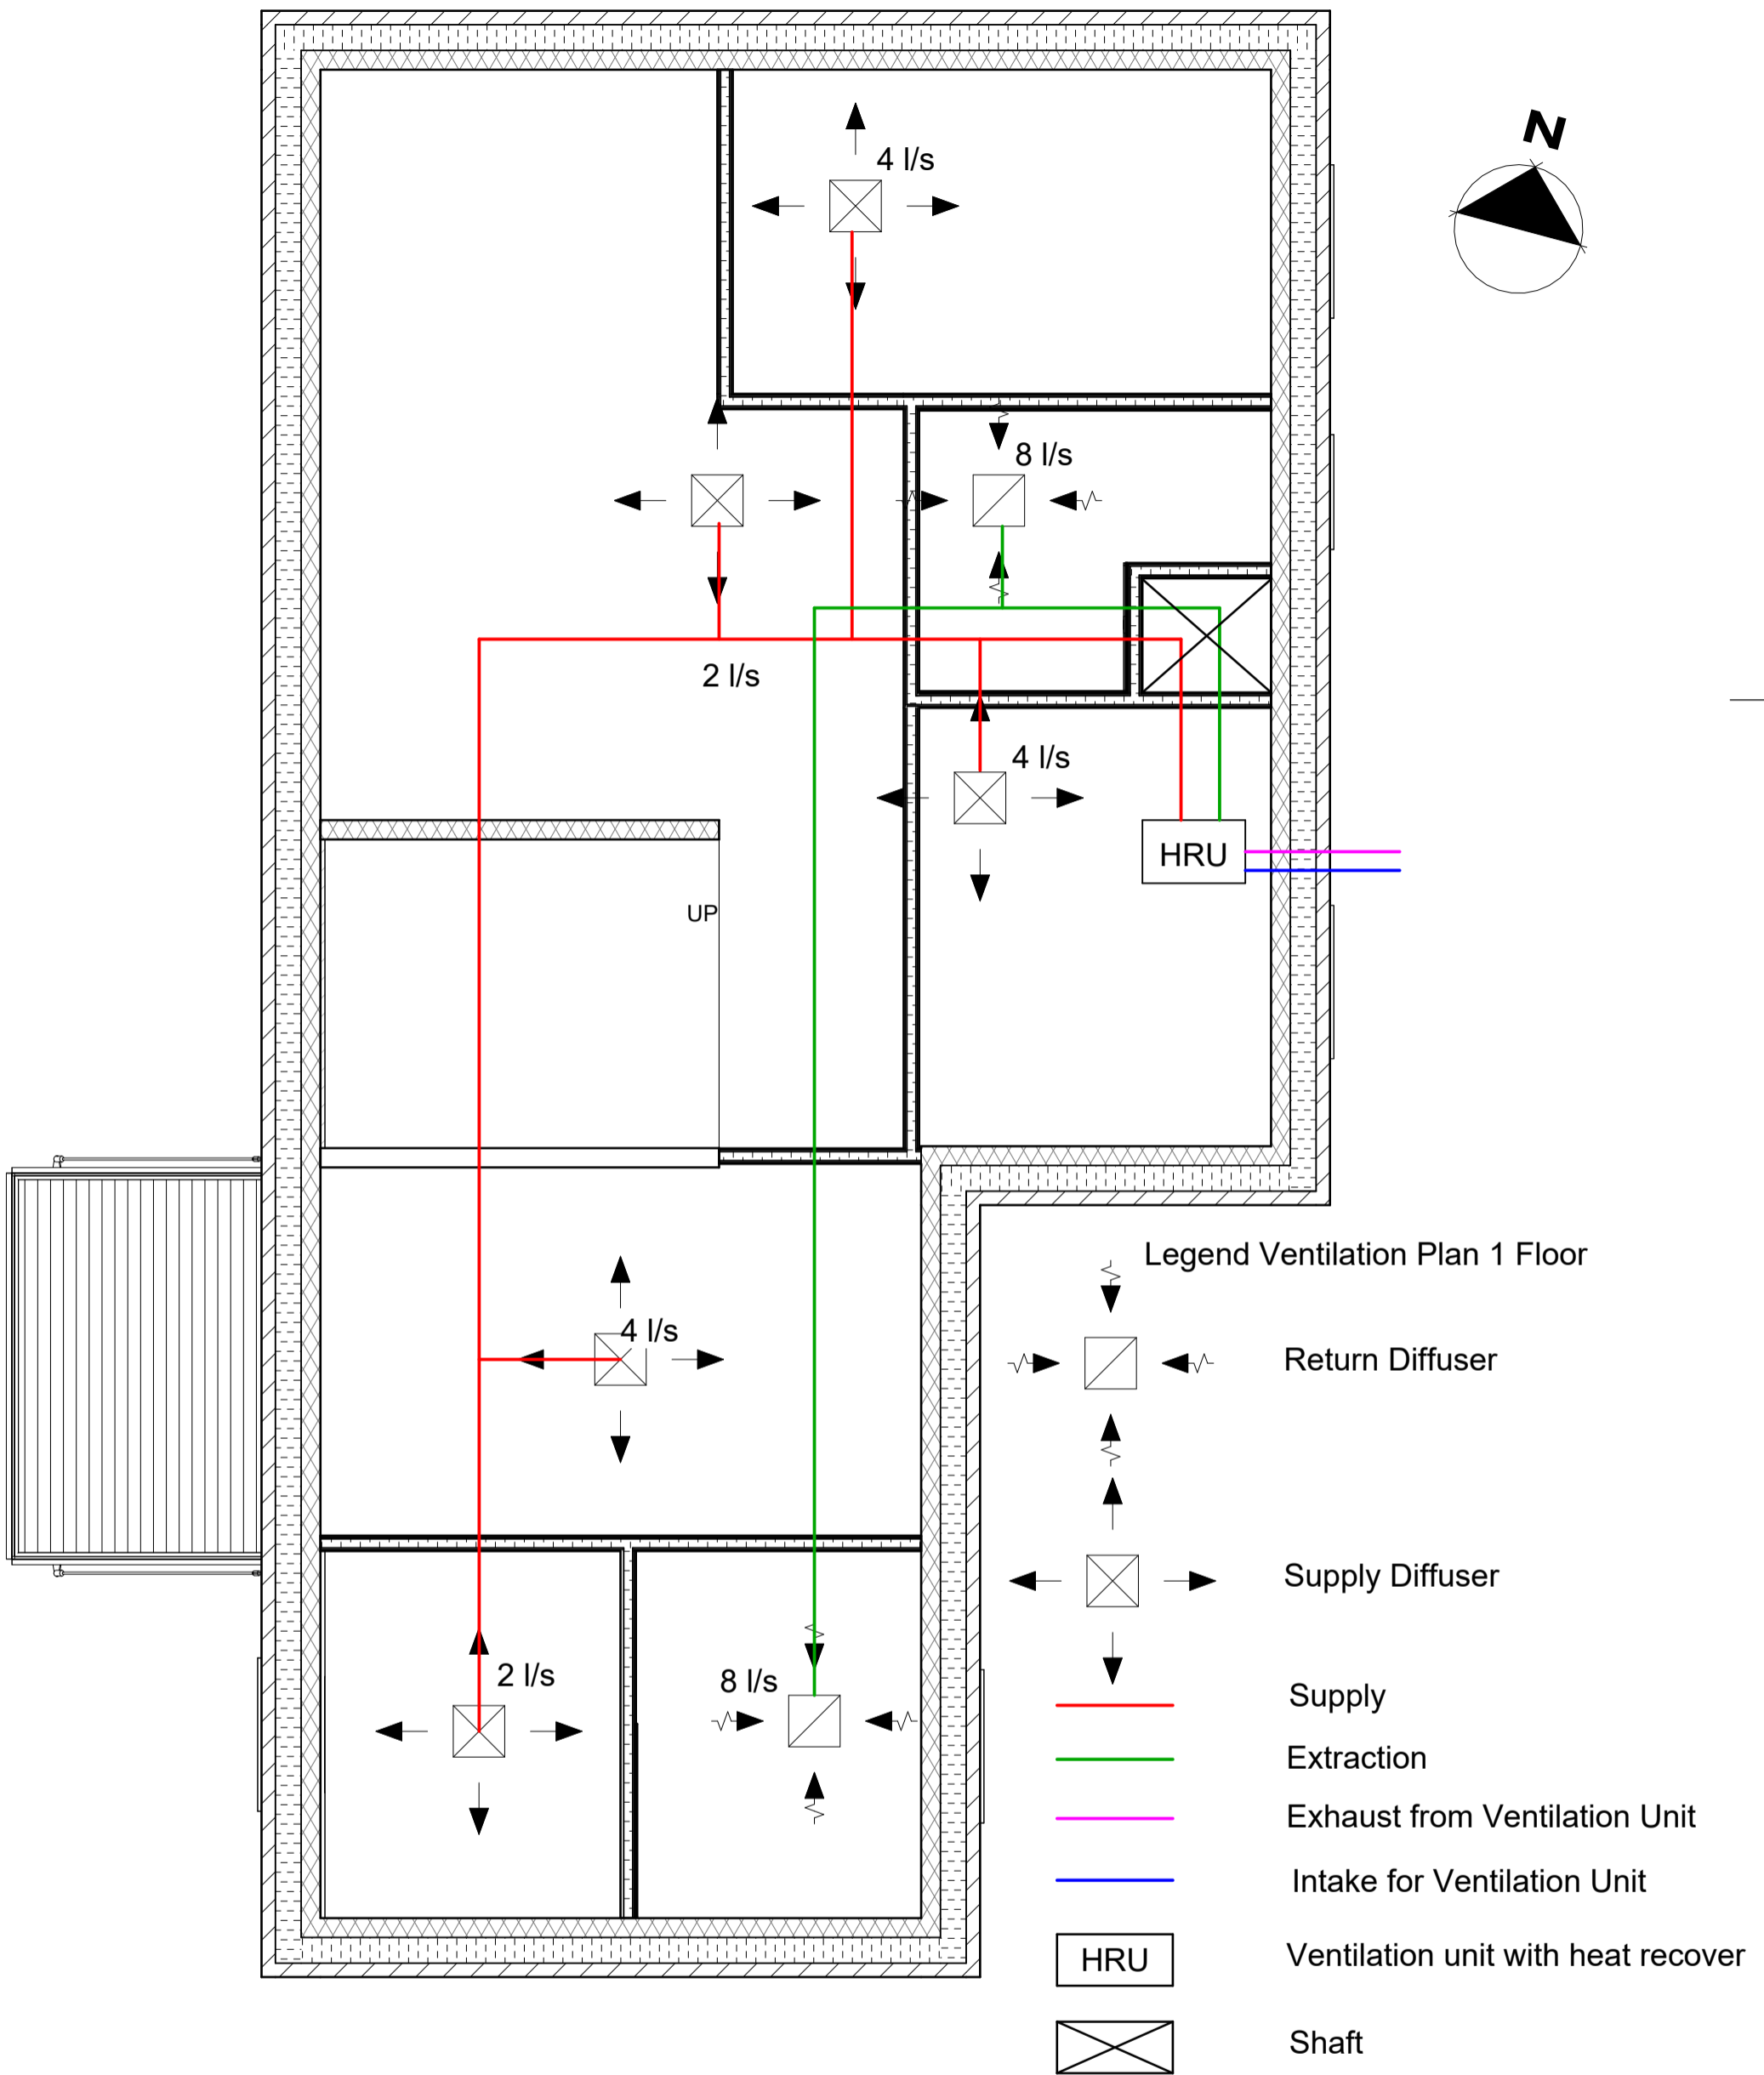 N
4 l/s
8 l/s
2 l/s
4 l/s
HRU
UP
Legend Ventilation Plan 1 Floor
4 l/s
Return Diffuser
Supply Diffuser
2 l/s
8 l/s
Supply
Extraction
Exhaust from Ventilation Unit
Intake for Ventilation Unit
HRU
Ventilation unit with heat recover
Shaft